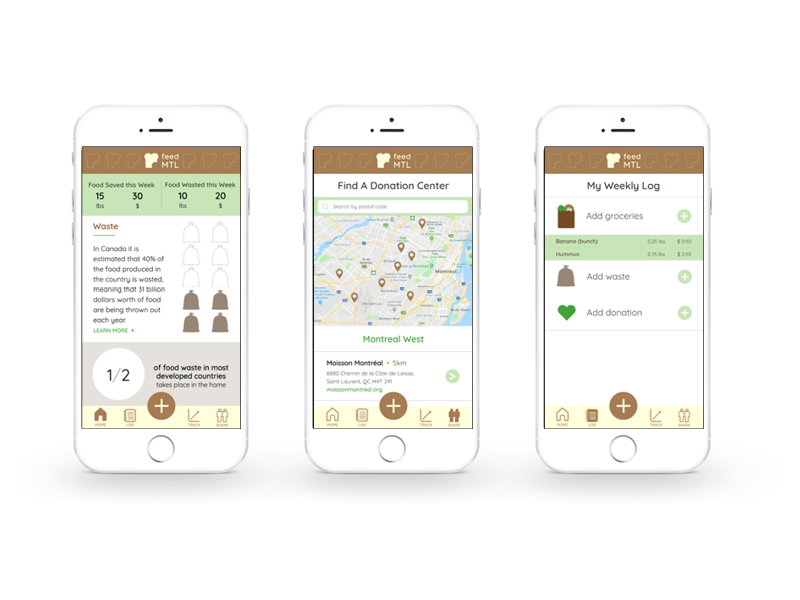 feed
MTL
Food Saved this Week
Food Wasted this Week
15
30
10
20
lbs
$
lbs
$
Waste
In Canada it is
estimated that 40% of
the food produced in
the country is wasted,
meaning that 31 billion
dollars worth of food
are being thrown out
each year.
LEARN MORE +
1/2
of food waste in most
developed countries
takes place in the home
+
HOME
LOG
TRACK
SHARE
feed
MTL
Find A Donation Center
Search by postal code
Montreal
Montreal West
Moisson Montréal • 5km
6880 Chemin de la Côte-de-Leisse,
Saint Laurent, QC H4T 241
moissonmontreal.org
>
+
HOME
LOG
TRACK
SHARE
feed
MTL
My Weekly Log
Add groceries +
Banana (bunch) 0.25 lbs $ 0.50
Hummus 0.75 lbs $ 2.50
Add waste +
Add donation +
+
HOME
LOG
TRACK
SHARE